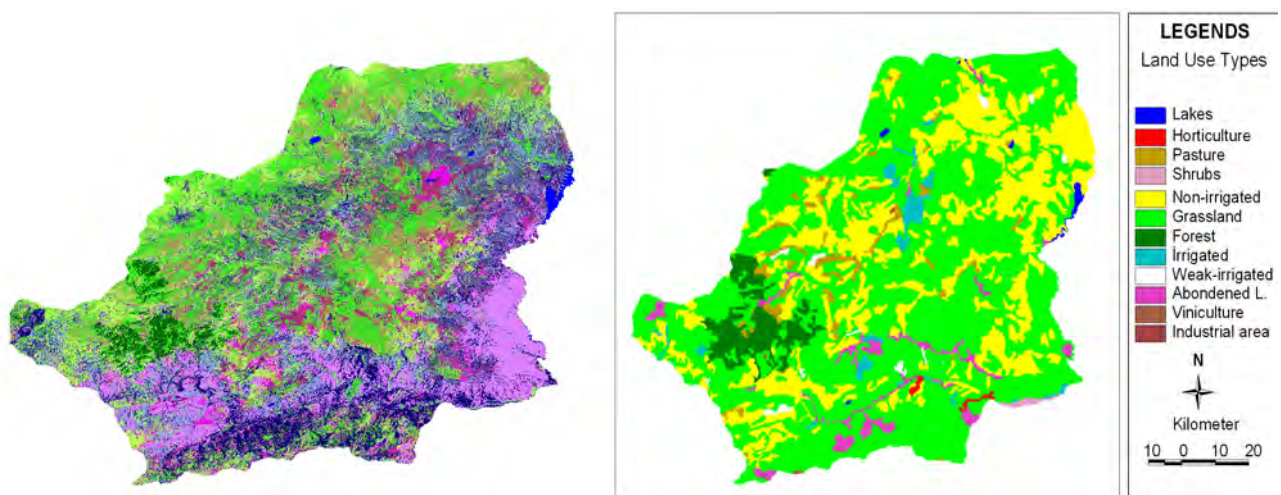 LEGENDS
Land Use Types
Lakes
Horticulture
Pasture
Shrubs
Non-irrigated
Grassland
Forest
İrrigated
Weak-irrigated
Abondened L.
Viniculture
Industrial area
N
Kilometer
10 0 10 20